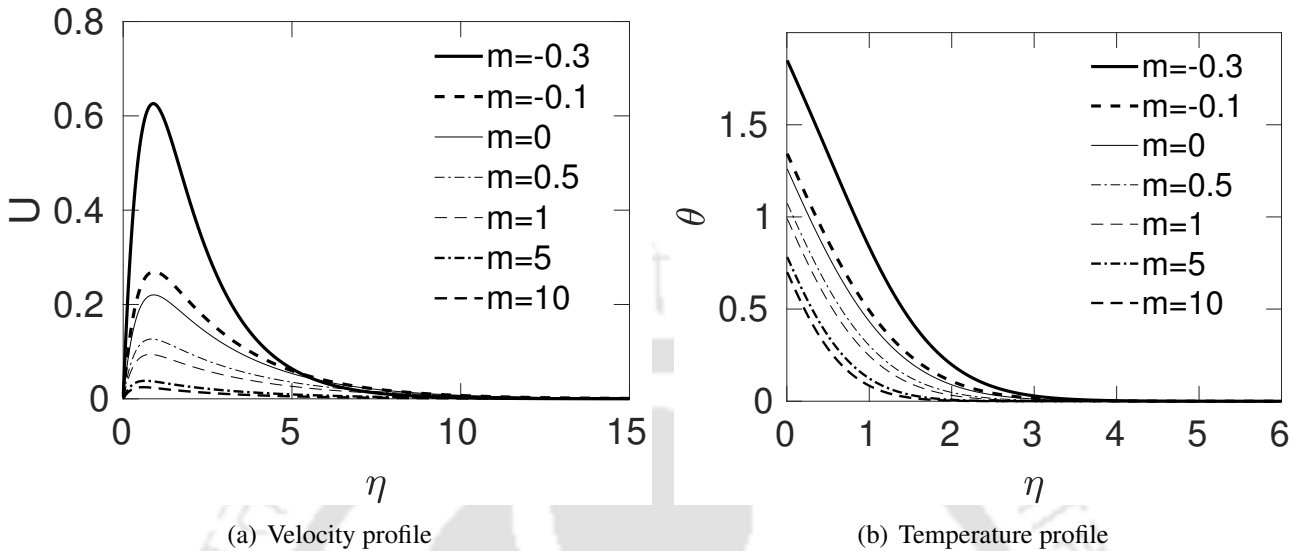 0.8
0.6
0.4
0.2
0
U
m=-0.3
m=-0.1
m=0
m=0.5
m=1
m=5
m=10
0 5 10 15
η
(a) Velocity profile
1.5
1
0.5
0
θ
m=-0.3
m=-0.1
m=0
m=0.5
m=1
m=5
m=10
0 1 2 3 4 5 6
η
(b) Temperature profile